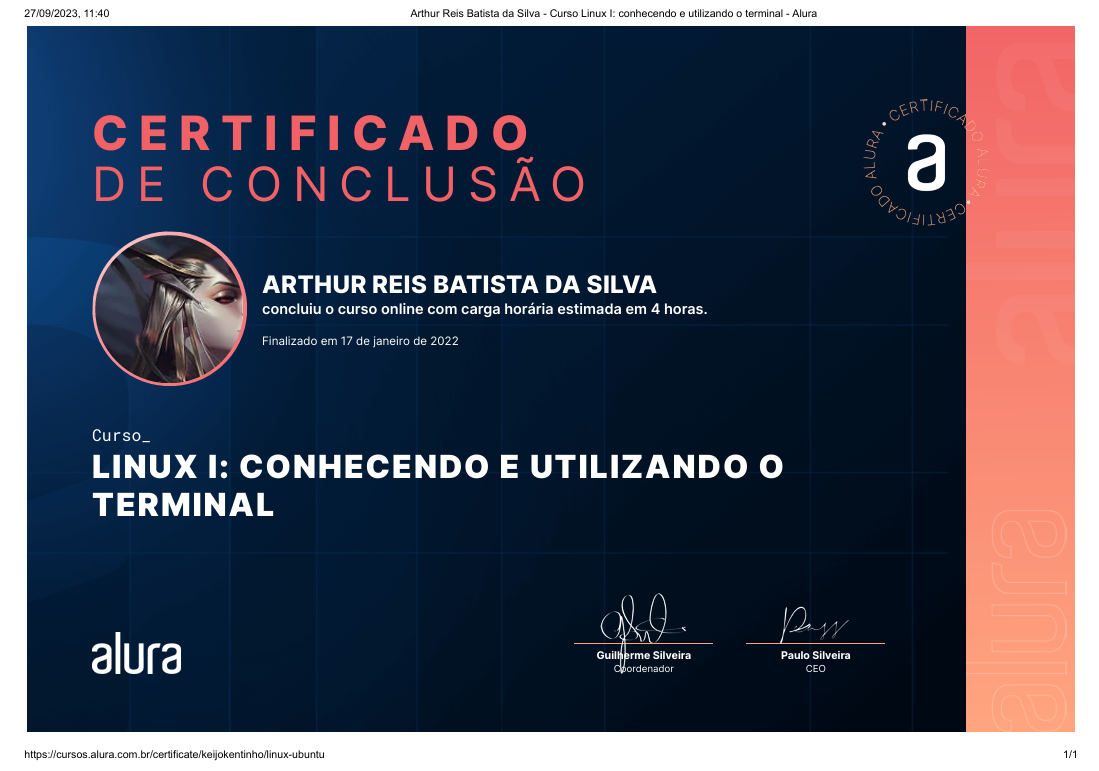 27/09/2023, 11:40
Arthur Reis Batista da Silva - Curso Linux I: conhecendo e utilizando o terminal - Alura
CERTIFICADO
DE CONCLUSÃO
CERTIFICADO ALURA • CERTIFICADO ALURA •
a
ARTHUR REIS BATISTA DA SILVA
concluiu o curso online com carga horária estimada em 4 horas.
Finalizado em 17 de janeiro de 2022
Curso_
LINUX I: CONHECENDO E UTILIZANDO O
TERMINAL
alura
alura
alura
Guilherme Silveira
Coordenador
Paulo Silveira
CEO
https://cursos.alura.com.br/certificate/keijokentinho/linux-ubuntu
1/1